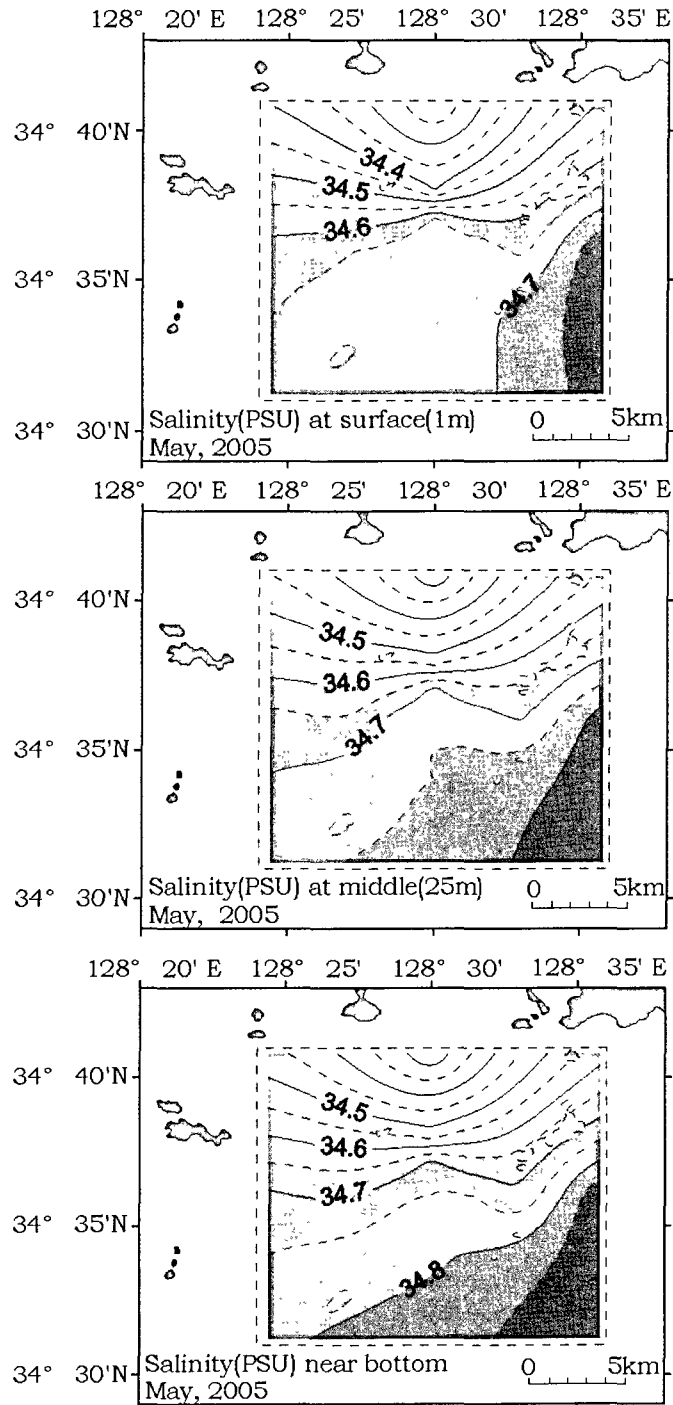 128° 20' E 128° 25' 128° 30' 128° 35' E
34° 40'N
34.4
34.5
34.6
34° 35'N
34.7
34° 30'N
Salinity(PSU) at surface(1m)
May, 2005
0 5km
128° 20' E 128° 25' 128° 30' 128° 35' E
34° 40'N
34.5
34.6
34.7
34° 35'N
34° 30'N
Salinity(PSU) at middle(25m)
May, 2005
0 5km
128° 20' E 128° 25' 128° 30' 128° 35' E
34° 40'N
34.5
34.6
34.7
34° 35'N
34.8
34° 30'N
Salinity(PSU) near bottom
May, 2005
0 5km